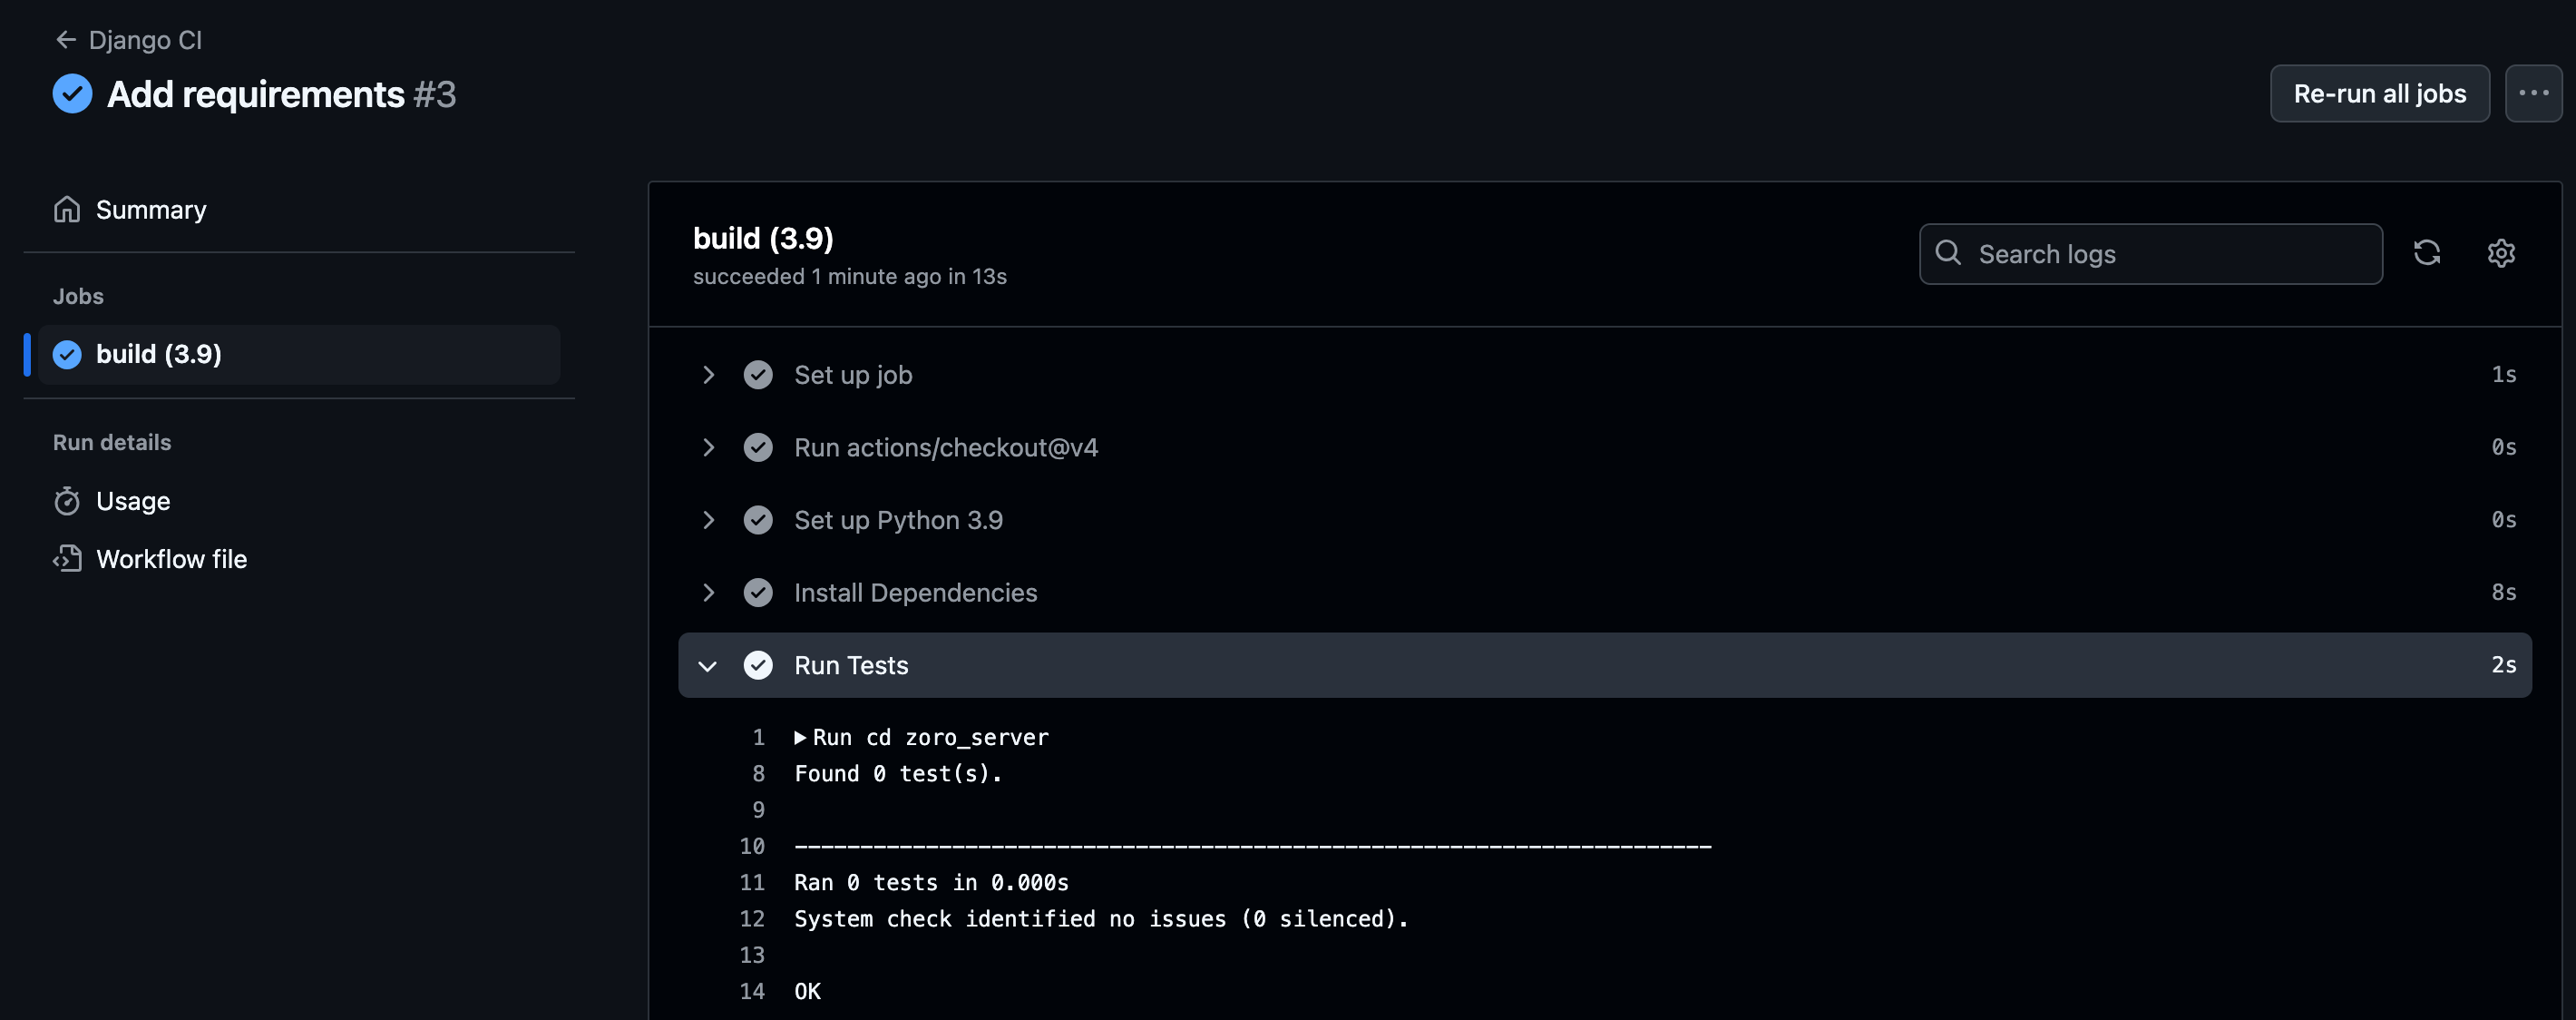 Django CI
Add requirements #3
Re-run all jobs
Summary
Jobs
build (3.9)
Run details
Usage
Workflow file
build (3.9)
succeeded 1 minute ago in 13s
Search logs
Set up job 1s
Run actions/checkout@v4 0s
Set up Python 3.9 0s
Install Dependencies 8s
Run Tests 2s
1 Run cd zoro_server
8 Found 0 test(s).
9
10 ----------------------------------------------------------------------
11 Ran 0 tests in 0.000s
12 System check identified no issues (0 silenced).
13
14 OK